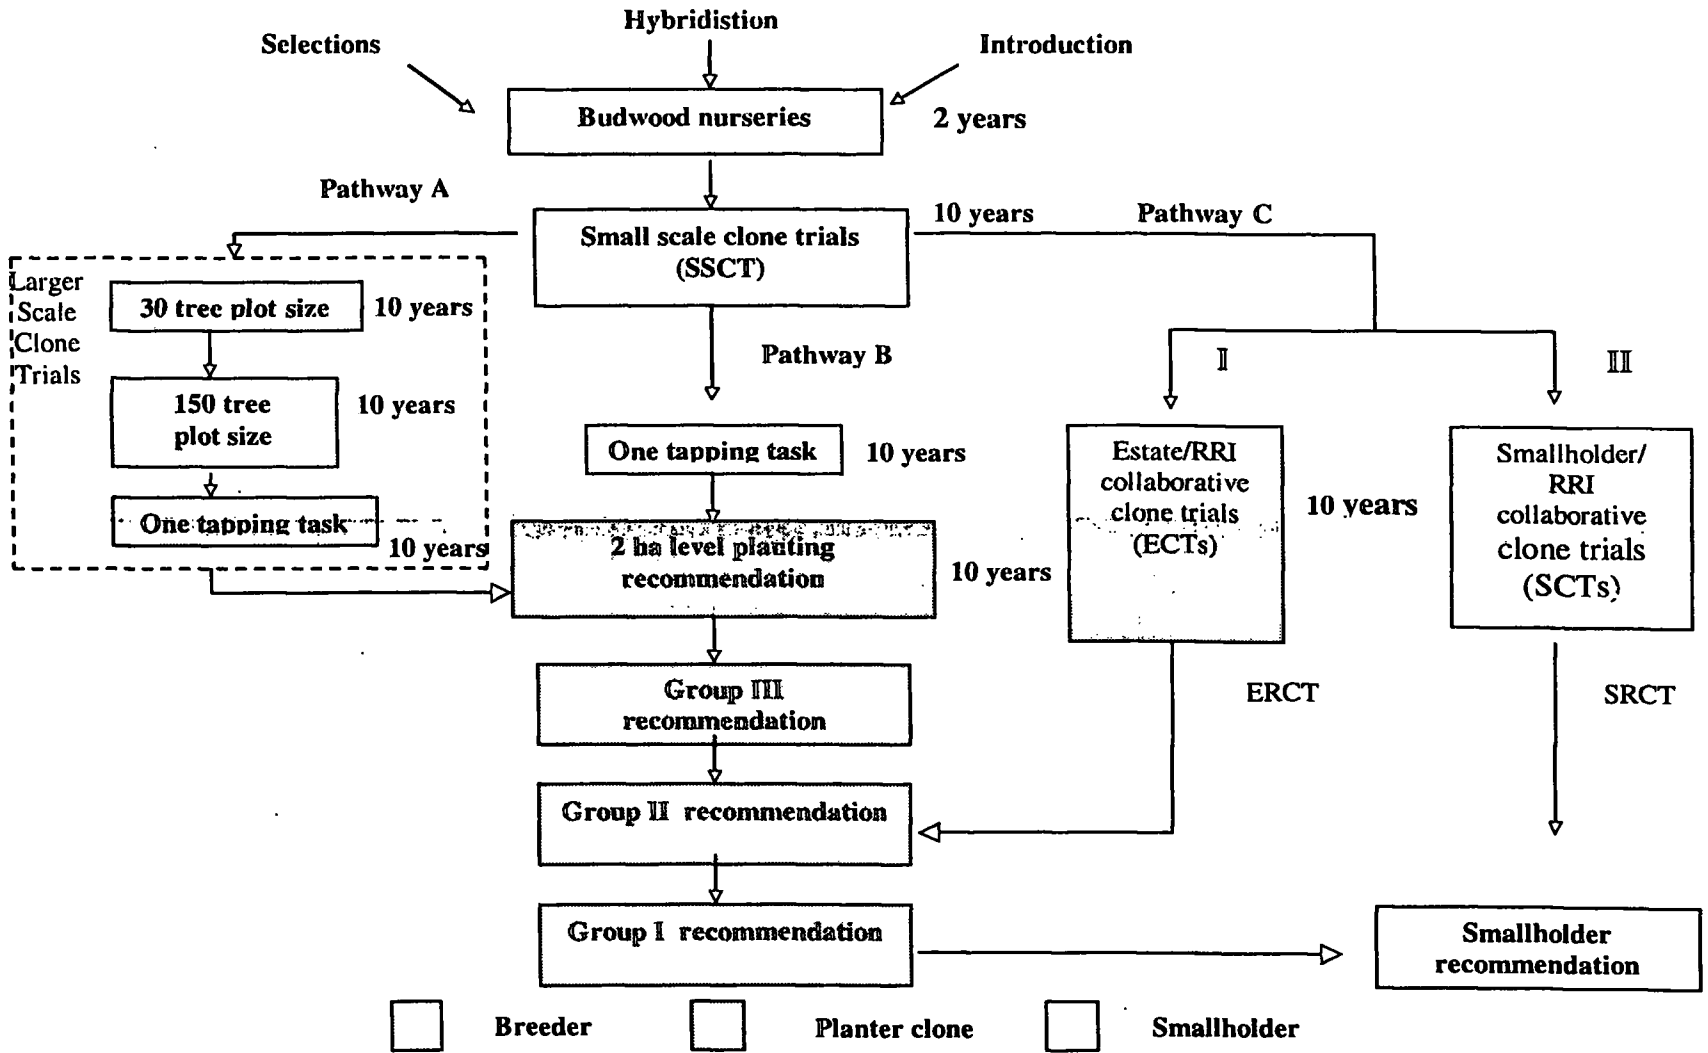 Hybridistion
Selections
Introduction
Budwood nurseries
2 years
Pathway A
Small scale clone trials
(SSCT)
10 years
Pathway C
Larger
Scale
Clone
Trials
30 tree plot size
10 years
150 tree
plot size
10 years
One tapping task
10 years
Pathway B
One tapping task
10 years
2 ha level planting
recommendation
10 years
I
II
Estate/RRI
collaborative
clone trials
(ECTs)
10 years
Smallholder/
RRI
collaborative
clone trials
(SCTs)
Group III
recommendation
ERCT
SRCT
Group II recommendation
Group I recommendation
Smallholder
recommendation
Breeder
Planter clone
Smallholder